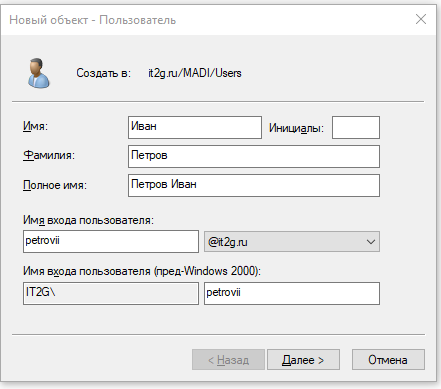 Новый объект - Пользователь
Создать в: it2g.ru/MADI/Users
Имя: Иван Инициалы:
Фамилия: Петров
Полное имя: Петров Иван
Имя входа пользователя:
petrovii @it2g.ru
Имя входа пользователя (пред-Windows 2000):
IT2G\ petrovii
< Назад Далее > Отмена